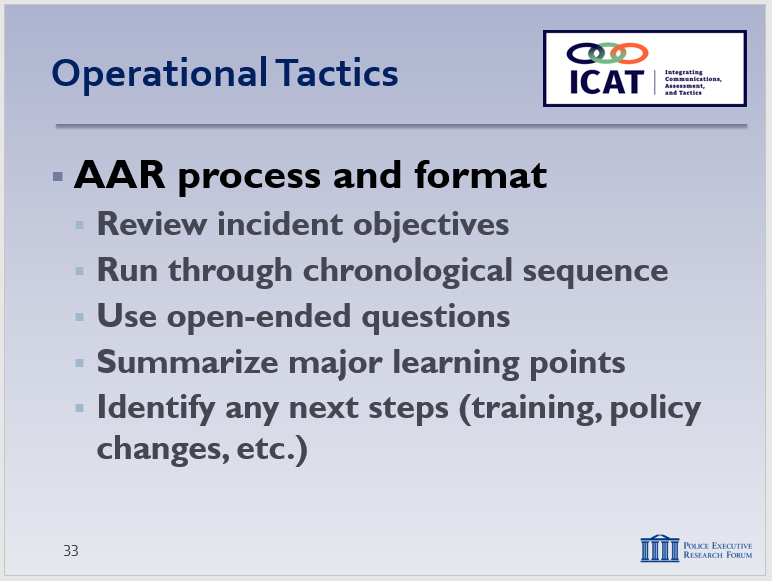 Operational Tactics
ICAT
Integrating
Communications,
Assessment,
and Tactics
AAR process and format
Review incident objectives
Run through chronological sequence
Use open-ended questions
Summarize major learning points
Identify any next steps (training, policy
changes, etc.)
33
Police Executive
Research Forum